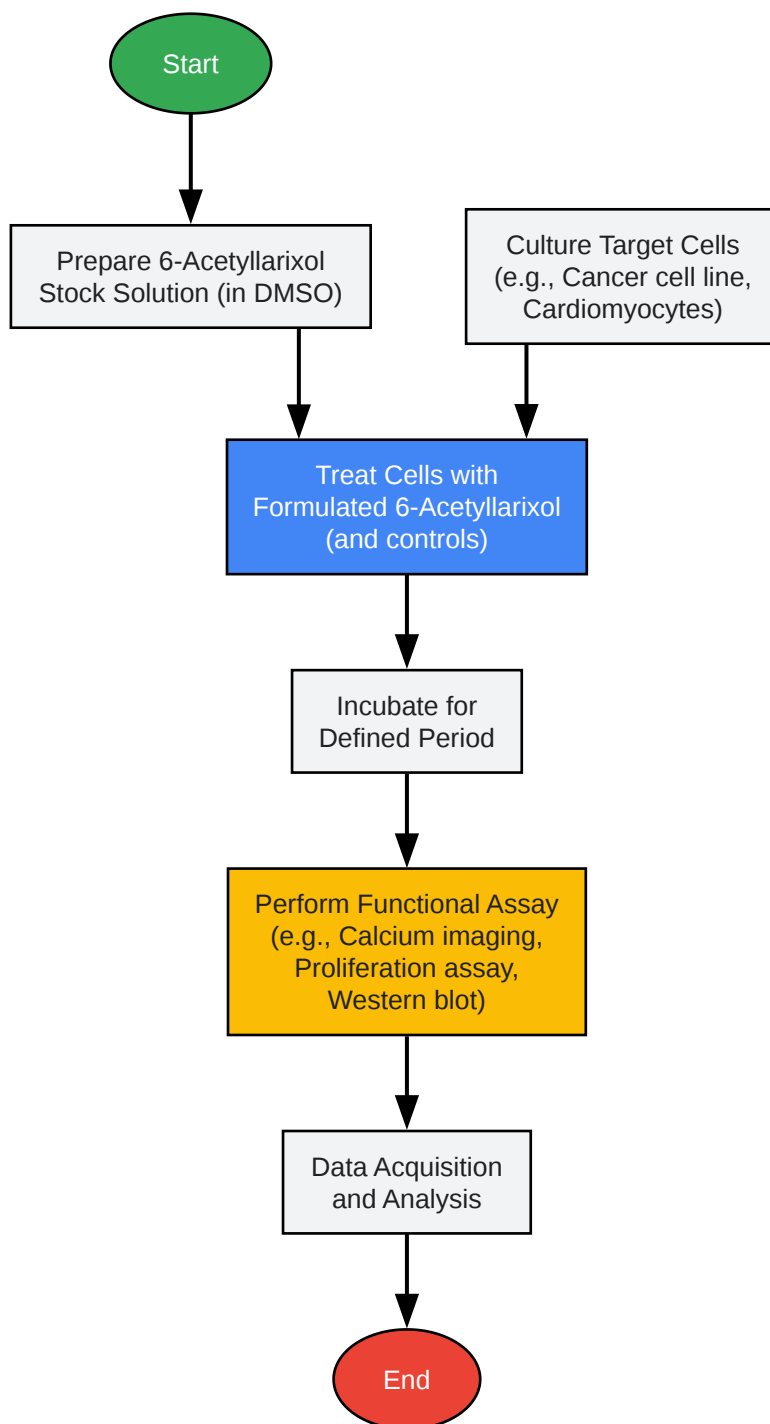 Start
Prepare 6-Acetyllarixol
Stock Solution (in DMSO)
Culture Target Cells
(e.g., Cancer cell line,
Cardiomyocytes)
Treat Cells with
Formulated 6-Acetyllarixol
(and controls)
Incubate for
Defined Period
Perform Functional Assay
(e.g., Calcium imaging,
Proliferation assay,
Western blot)
Data Acquisition
and Analysis
End